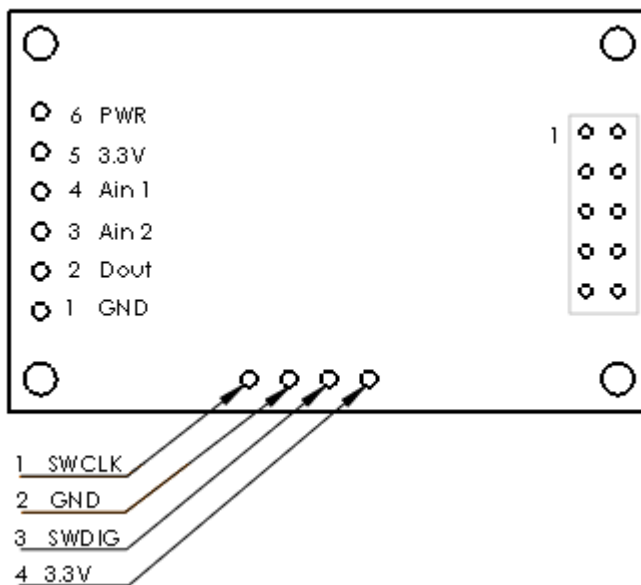 6 PWR
5 3.3V
4 Ain 1
3 Ain 2
2 Dout
1 GND
1
1 SWCLK
2 GND
3 SWDIG
4 3.3V